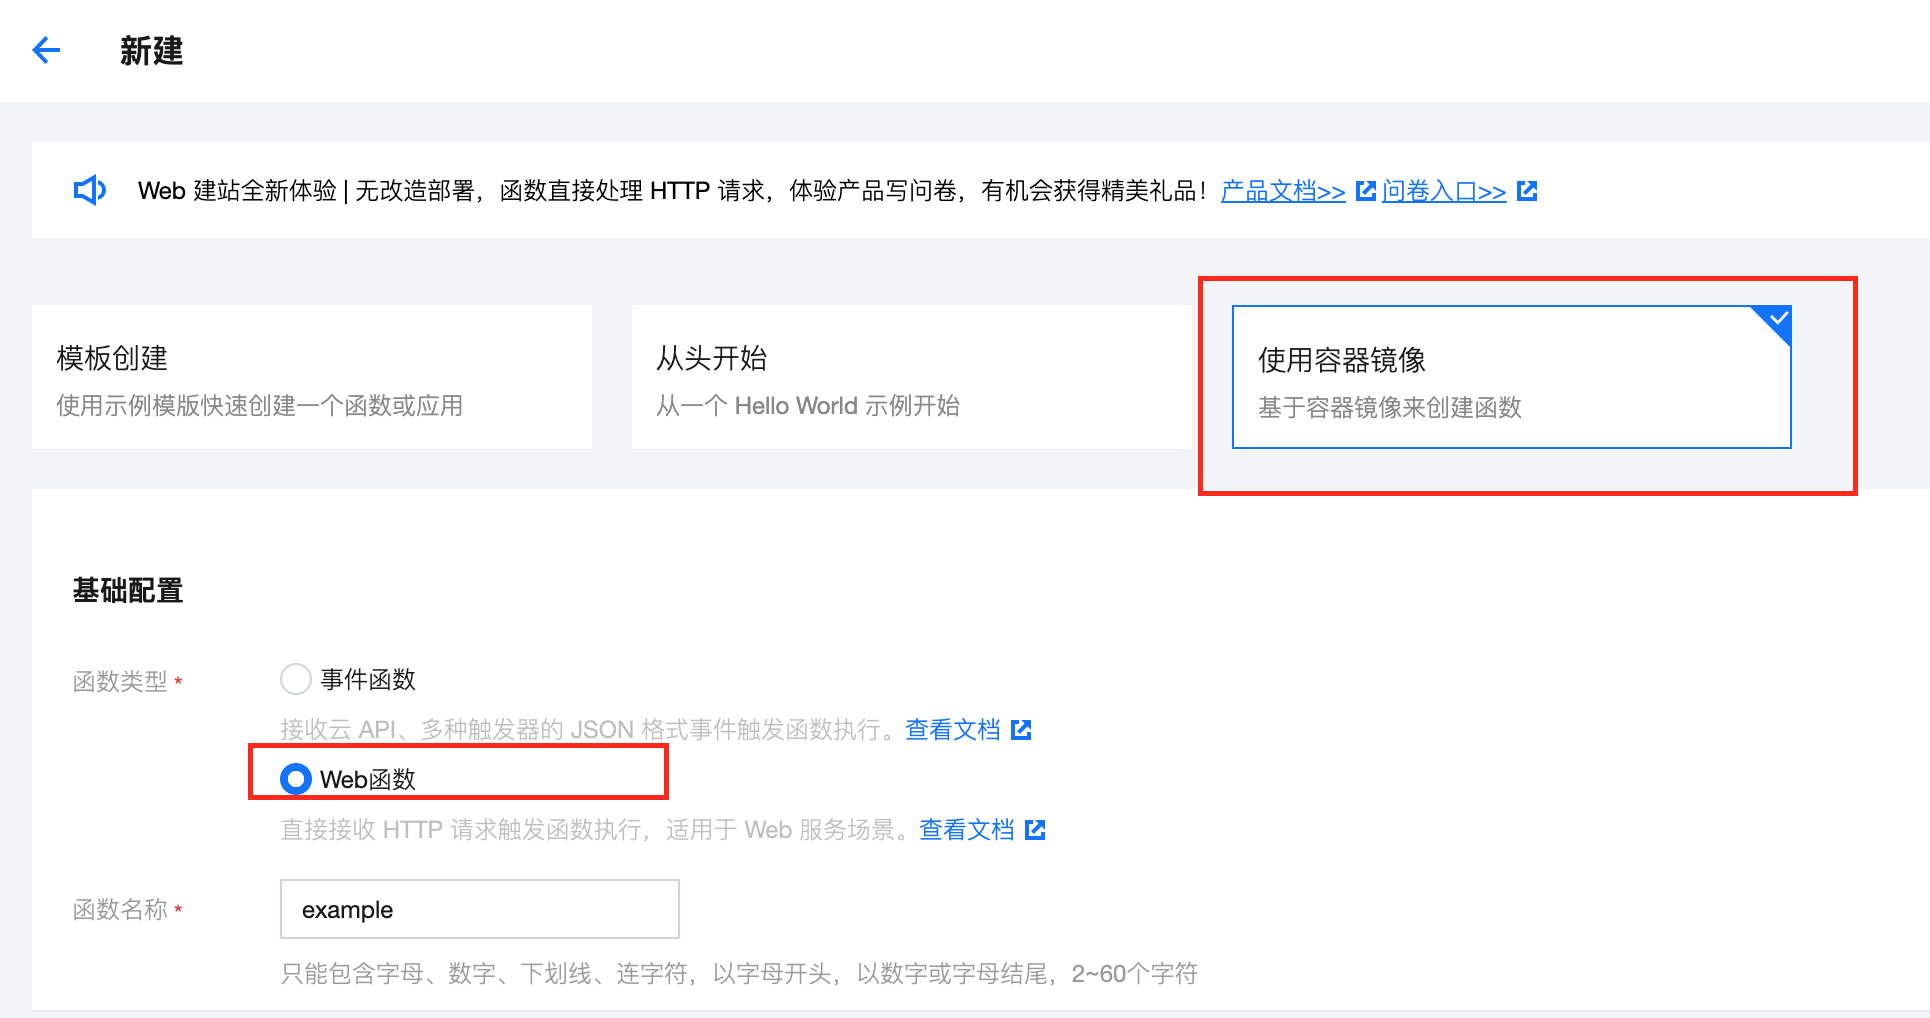 新建
Web 建站全新体验 | 无改造部署，函数直接处理 HTTP 请求，体验产品写问卷，有机会获得精美礼品！产品文档>> 问卷入口>>
模板创建
使用示例模版快速创建一个函数或应用
从头开始
从一个 Hello World 示例开始
使用容器镜像
基于容器镜像来创建函数
基础配置
函数类型 *
事件函数
接收云 API、多种触发器的 JSON 格式事件触发函数执行。查看文档
Web函数
直接接收 HTTP 请求触发函数执行，适用于 Web 服务场景。查看文档
函数名称 *
example
只能包含字母、数字、下划线、连字符，以字母开头，以数字或字母结尾，2~60个字符